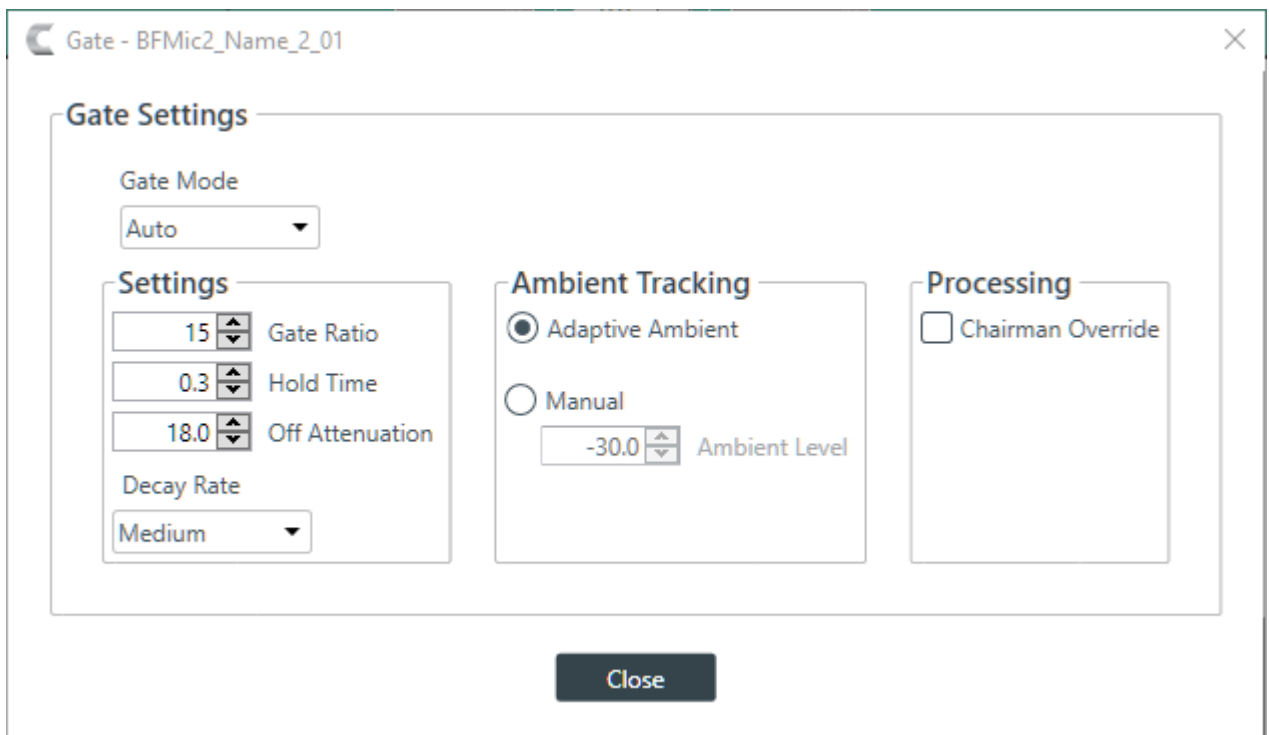 Gate - BFMic2_Name_2_01
Gate Settings
Gate Mode
Auto
Settings
15 Gate Ratio
0.3 Hold Time
18.0 Off Attenuation
Decay Rate
Medium
Ambient Tracking
Adaptive Ambient
Manual
-30.0 Ambient Level
Processing
Chairman Override
Close